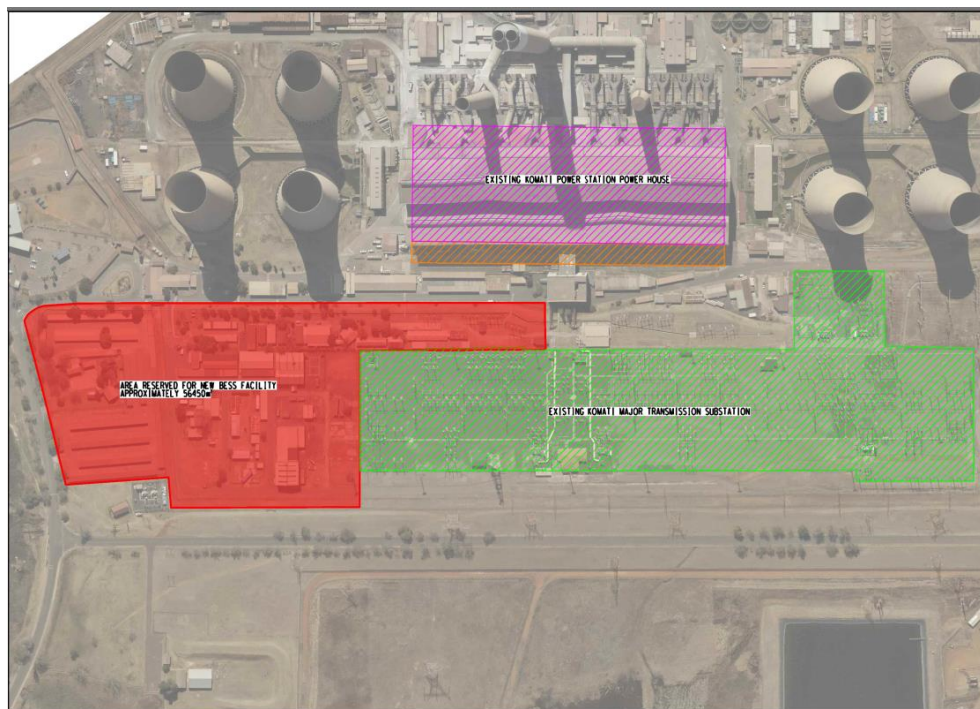 EXISTING KOMATI POWER STATION POWER HOUSE
AREA RESERVED FOR NEW BESS FACILITY
APPROXIMATELY 56450m²
EXISTING KOMATI MAJOR TRANSMISSION SUBSTATION